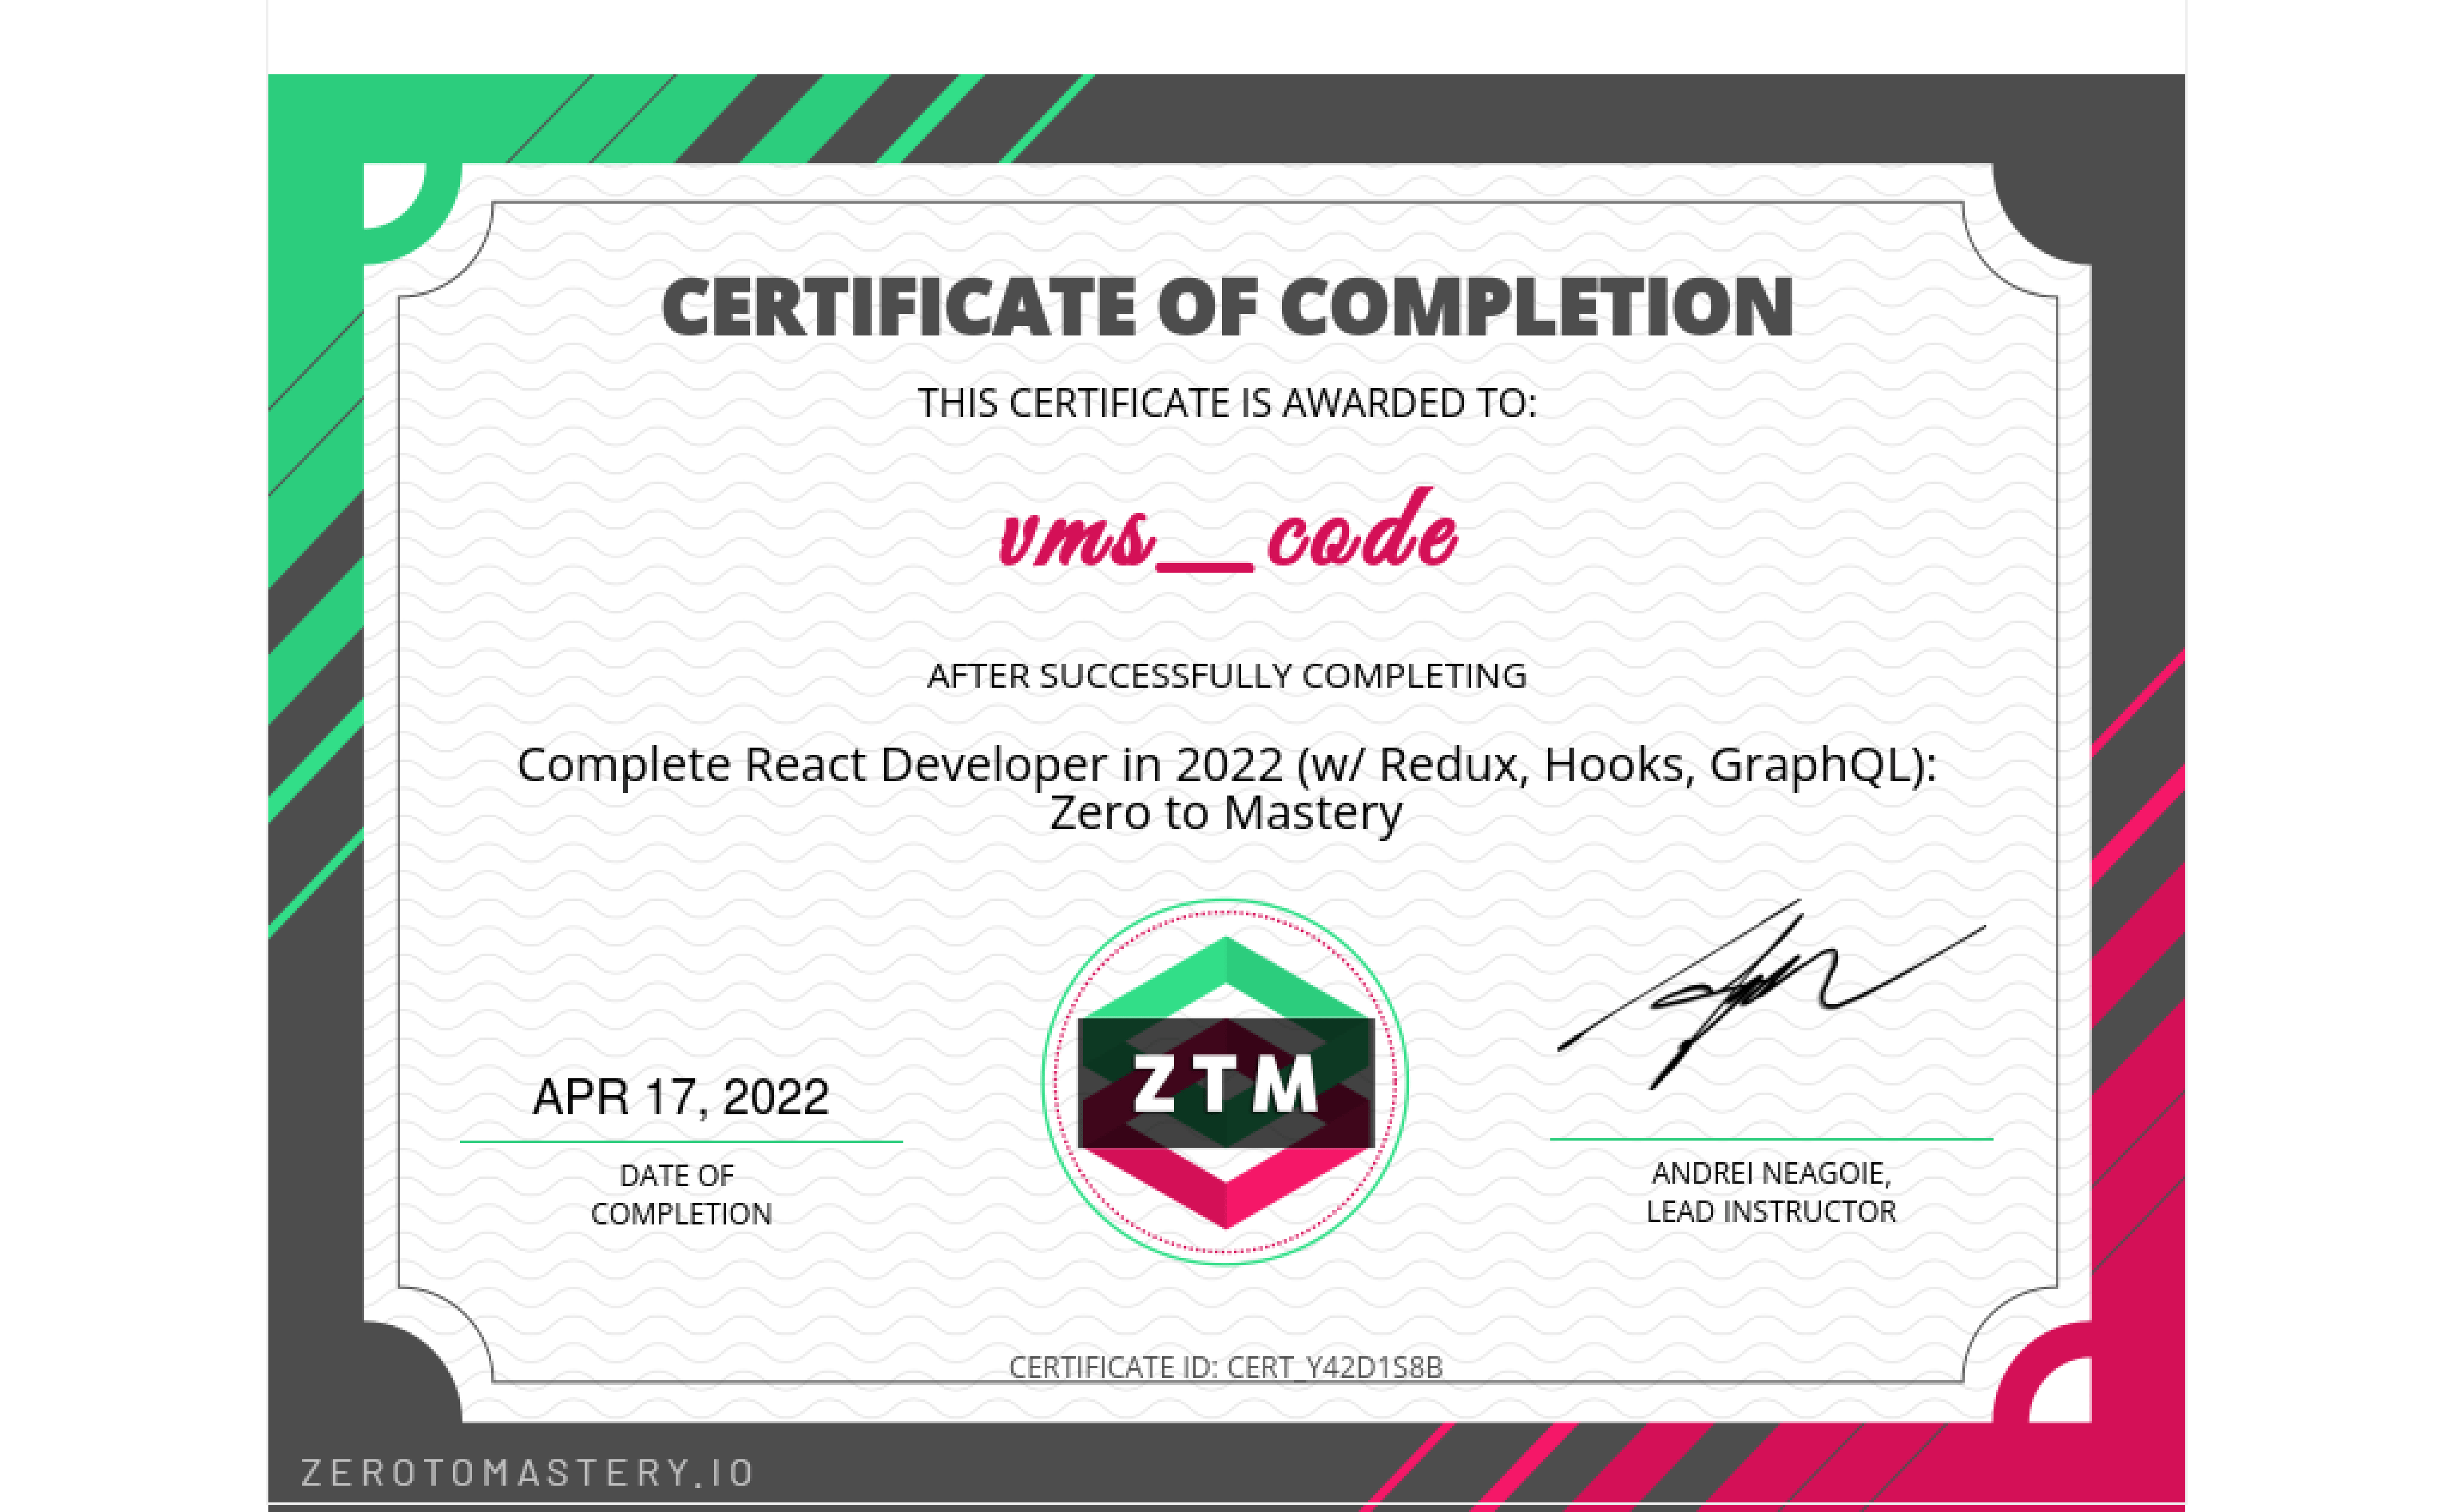 CERTIFICATE OF COMPLETION
THIS CERTIFICATE IS AWARDED TO:
vms_code
AFTER SUCCESSFULLY COMPLETING
Complete React Developer in 2022 (w/ Redux, Hooks, GraphQL):
Zero to Mastery
ZTM
APR 17, 2022
DATE OF
COMPLETION
ANDREI NEAGOIE,
LEAD INSTRUCTOR
CERTIFICATE ID: CERT_Y42D1S8B
ZEROTOMASTERY.IO